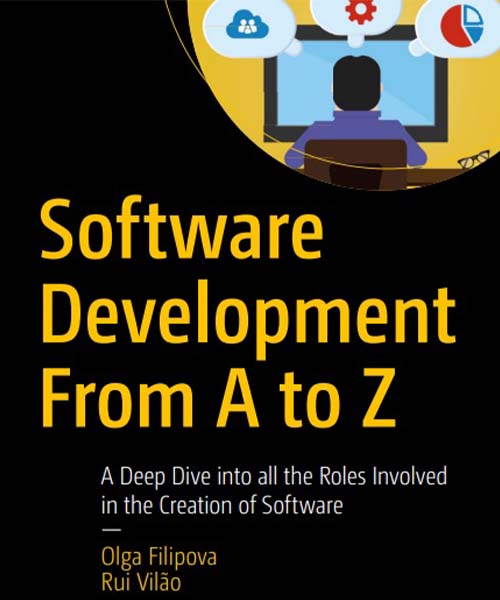 Software
Development
From A to Z
A Deep Dive into all the Roles Involved
in the Creation of Software
Olga Filipova
Rui Vilão